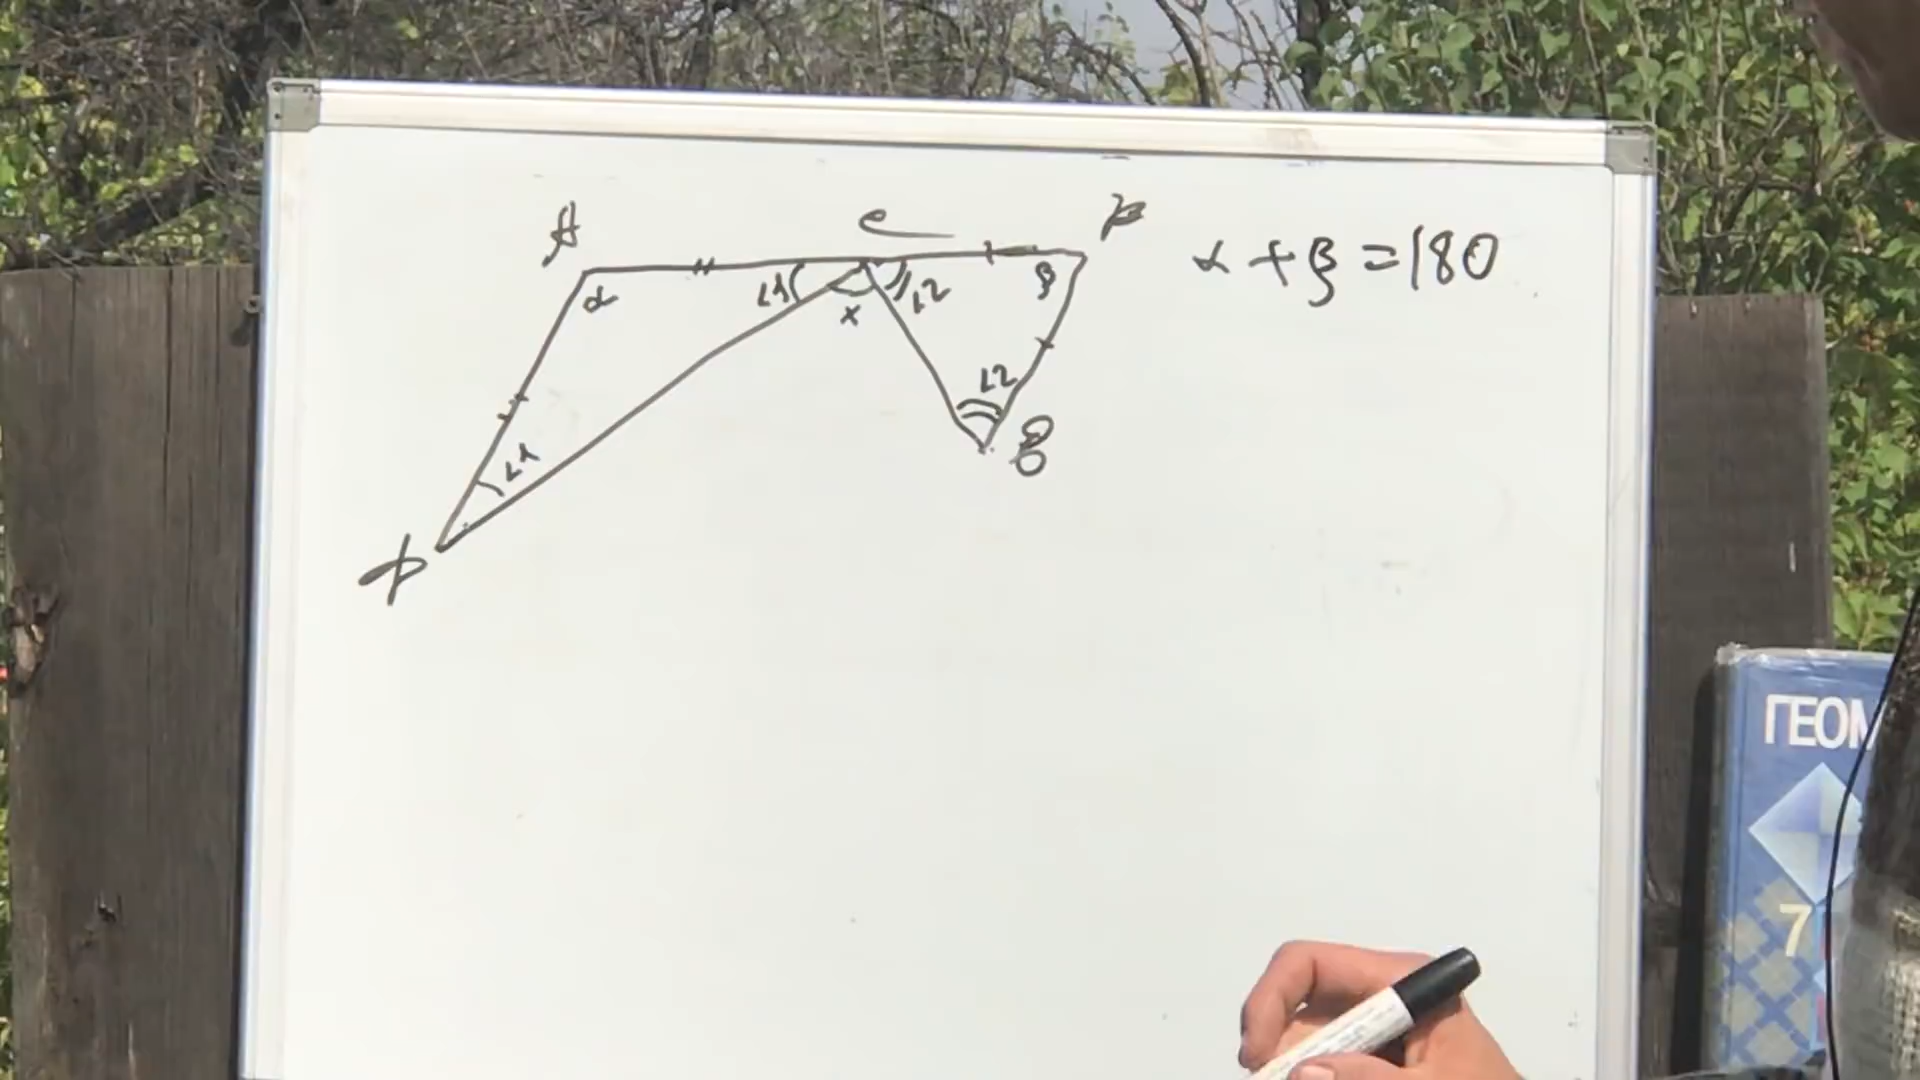 A e B
α ∠1 x ∠2 β α + β = 180
∠2
∠1
ГЕОМ
7